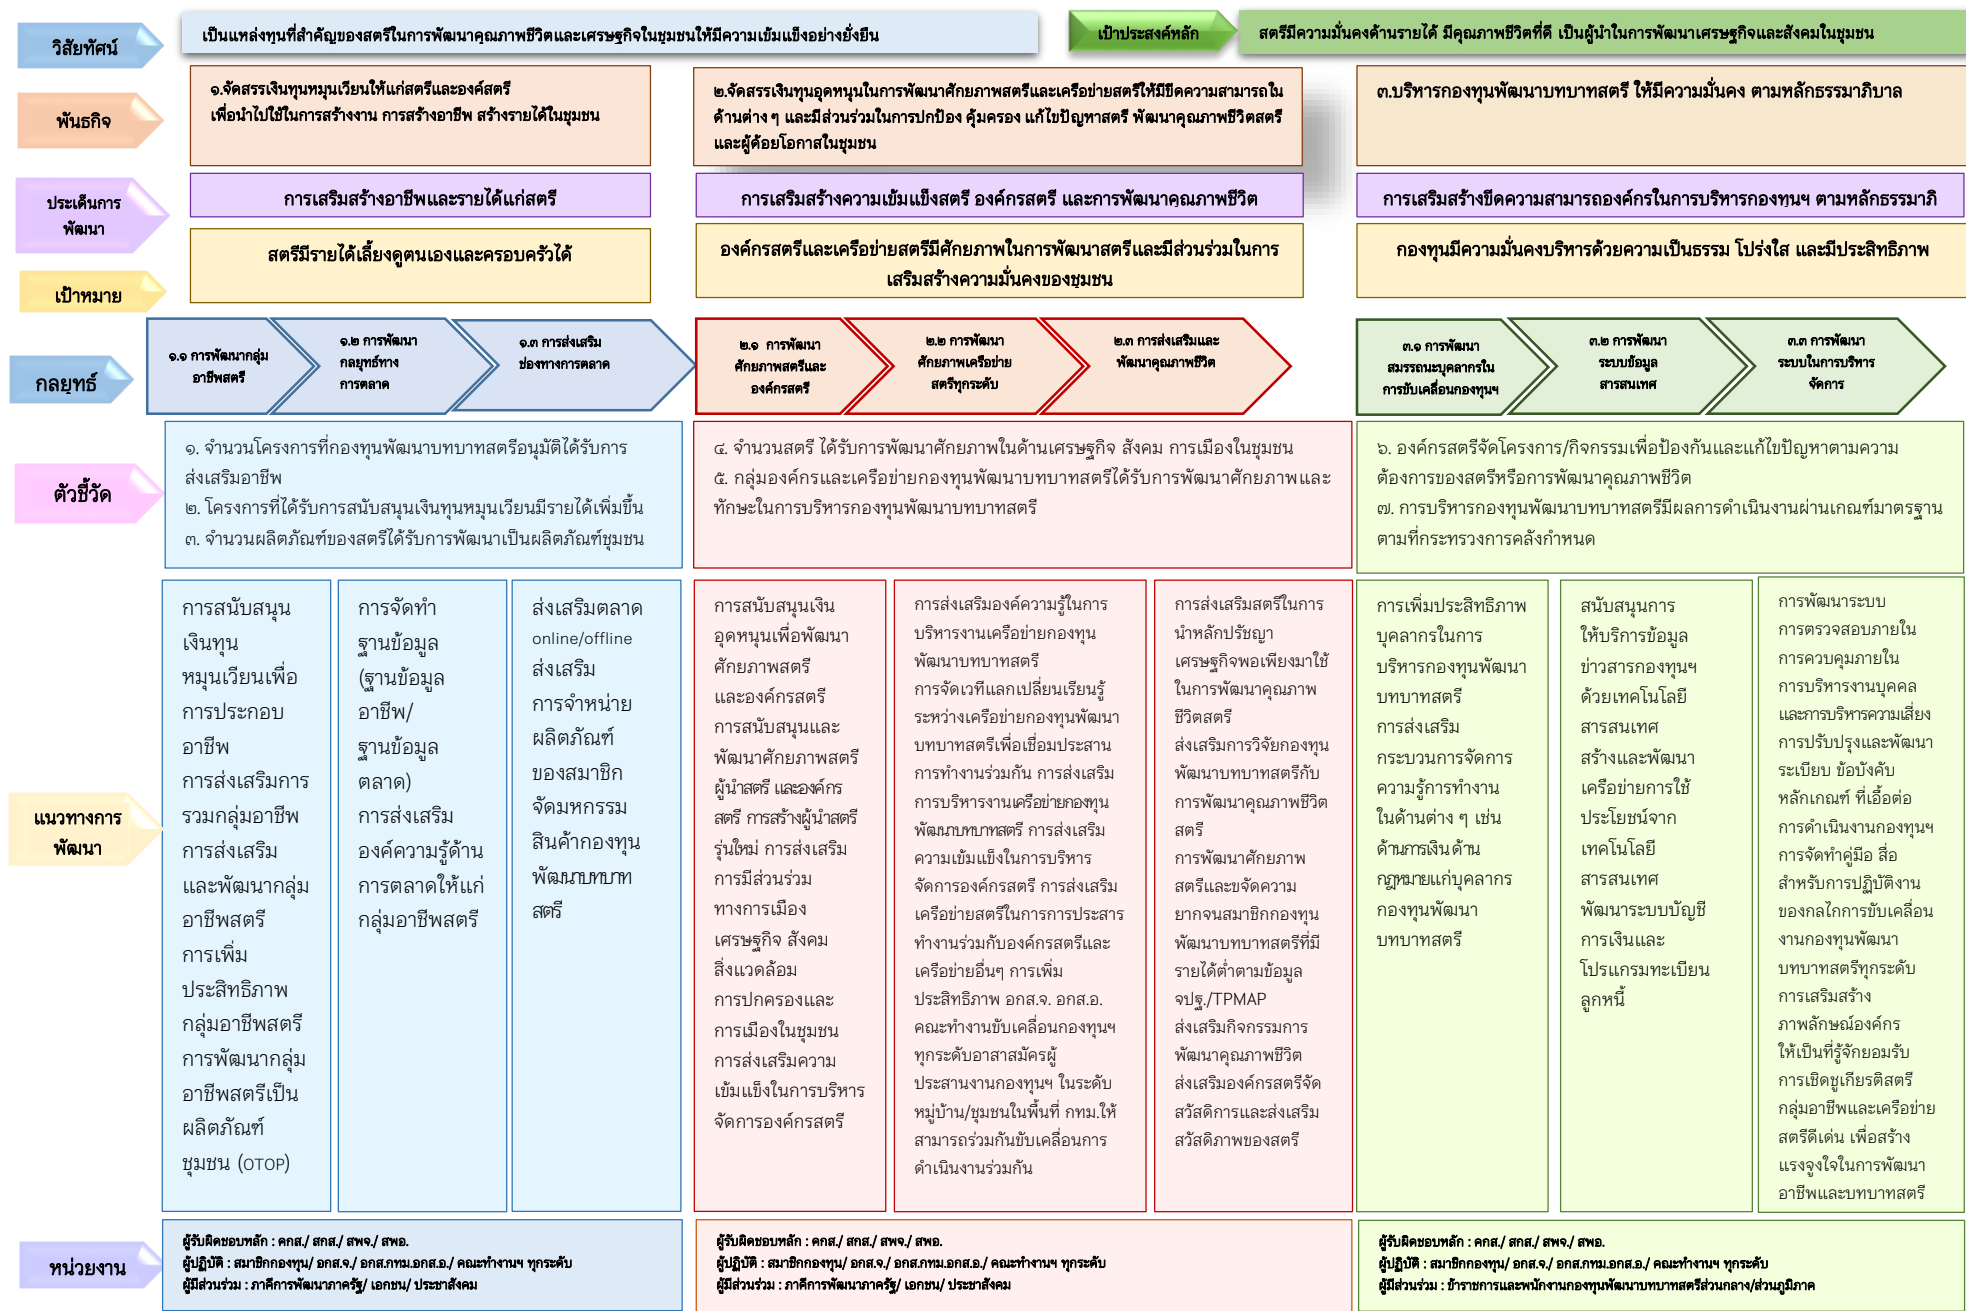 วิสัยทัศน์
เป็นแหล่งทุนที่สำคัญของสตรีในการพัฒนาคุณภาพชีวิตและเศรษฐกิจในชุมชนให้มีความเข้มแข็งอย่างยั่งยืน
เป้าประสงค์หลัก
สตรีมีความมั่นคงด้านรายได้ มีคุณภาพชีวิตที่ดี เป็นผู้นำในการพัฒนาเศรษฐกิจและสังคมในชุมชน
พันธกิจ
๑.จัดสรรเงินทุนหมุนเวียนให้แก่สตรีและองค์สตรี
เพื่อนำไปใช้ในการสร้างงาน การสร้างอาชีพ สร้างรายได้ในชุมชน
๒.จัดสรรเงินทุนอุดหนุนในการพัฒนาศักยภาพสตรีและเครือข่ายสตรีให้มีขีดความสามารถใน
ด้านต่าง ๆ และมีส่วนร่วมในการปกป้อง คุ้มครอง แก้ไขปัญหาสตรี พัฒนาคุณภาพชีวิตสตรี
และผู้ด้อยโอกาสในชุมชน
๓.บริหารกองทุนพัฒนาบทบาทสตรี ให้มีความมั่นคง ตามหลักธรรมาภิบาล
ประเด็นการ
พัฒนา
การเสริมสร้างอาชีพและรายได้แก่สตรี
การเสริมสร้างความเข้มแข็งสตรี องค์กรสตรี และการพัฒนาคุณภาพชีวิต
การเสริมสร้างขีดความสามารถองค์กรในการบริหารกองทุนฯ ตามหลักธรรมาภิ
เป้าหมาย
สตรีมีรายได้เลี้ยงดูตนเองและครอบครัวได้
องค์กรสตรีและเครือข่ายสตรีมีศักยภาพในการพัฒนาสตรีและมีส่วนร่วมในการ
เสริมสร้างความมั่นคงของชุมชน
กองทุนมีความมั่นคงบริหารด้วยความเป็นธรรม โปร่งใส และมีประสิทธิภาพ
กลยุทธ์
๑.๑ การพัฒนากลุ่ม
อาชีพสตรี
๑.๒ การพัฒนา
กลยุทธ์ทาง
การตลาด
๑.๓ การส่งเสริม
ช่องทางการตลาด
๒.๑ การพัฒนา
ศักยภาพสตรีและ
องค์กรสตรี
๒.๒ การพัฒนา
ศักยภาพเครือข่าย
สตรีทุกระดับ
๒.๓ การส่งเสริมและ
พัฒนาคุณภาพชีวิต
๓.๑ การพัฒนา
สมรรถนะบุคลากรใน
การขับเคลื่อนกองทุนฯ
๓.๒ การพัฒนา
ระบบข้อมูล
สารสนเทศ
๓.๓ การพัฒนา
ระบบในการบริหาร
จัดการ
ตัวชี้วัด
๑. จำนวนโครงการที่กองทุนพัฒนาบทบาทสตรีอนุมัติได้รับการ
ส่งเสริมอาชีพ
๒. โครงการที่ได้รับการสนับสนุนเงินทุนหมุนเวียนมีรายได้เพิ่มขึ้น
๓. จำนวนผลิตภัณฑ์ของสตรีได้รับการพัฒนาเป็นผลิตภัณฑ์ชุมชน
๔. จำนวนสตรี ได้รับการพัฒนาศักยภาพในด้านเศรษฐกิจ สังคม การเมืองในชุมชน
๕. กลุ่มองค์กรและเครือข่ายกองทุนพัฒนาบทบาทสตรีได้รับการพัฒนาศักยภาพและ
ทักษะในการบริหารกองทุนพัฒนาบทบาทสตรี
๖. องค์กรสตรีจัดโครงการ/กิจกรรมเพื่อป้องกันและแก้ไขปัญหาตามความ
ต้องการของสตรีหรือการพัฒนาคุณภาพชีวิต
๗. การบริหารกองทุนพัฒนาบทบาทสตรีมีผลการดำเนินงานผ่านเกณฑ์มาตรฐาน
ตามที่กระทรวงการคลังกำหนด
แนวทางการ
พัฒนา
การสนับสนุน
เงินทุน
หมุนเวียนเพื่อ
การประกอบ
อาชีพ
การส่งเสริมการ
รวมกลุ่มอาชีพ
การส่งเสริม
และพัฒนากลุ่ม
อาชีพสตรี
การเพิ่ม
ประสิทธิภาพ
กลุ่มอาชีพสตรี
การพัฒนากลุ่ม
อาชีพสตรีเป็น
ผลิตภัณฑ์
ชุมชน (OTOP)
การจัดทำ
ฐานข้อมูล
(ฐานข้อมูล
อาชีพ/
ฐานข้อมูล
ตลาด)
การส่งเสริม
องค์ความรู้ด้าน
การตลาดให้แก่
กลุ่มอาชีพสตรี
ส่งเสริมตลาด
online/offline
ส่งเสริม
การจำหน่าย
ผลิตภัณฑ์
ของสมาชิก
จัดมหกรรม
สินค้ากองทุน
พัฒนาบทบาท
สตรี
การสนับสนุนเงิน
อุดหนุนเพื่อพัฒนา
ศักยภาพสตรี
และองค์กรสตรี
การสนับสนุนและ
พัฒนาศักยภาพสตรี
ผู้นำสตรี และองค์กร
สตรี การสร้างผู้นำสตรี
รุ่นใหม่ การส่งเสริม
การมีส่วนร่วม
ทางการเมือง
เศรษฐกิจ สังคม
สิ่งแวดล้อม
การปกครองและ
การเมืองในชุมชน
การส่งเสริมความ
เข้มแข็งในการบริหาร
จัดการองค์กรสตรี
การส่งเสริมองค์ความรู้ในการ
บริหารงานเครือข่ายกองทุน
พัฒนาบทบาทสตรี
การจัดเวทีแลกเปลี่ยนเรียนรู้
ระหว่างเครือข่ายกองทุนพัฒนา
บทบาทสตรีเพื่อเชื่อมประสาน
การทำงานร่วมกัน การส่งเสริม
การบริหารงานเครือข่ายกองทุน
พัฒนาบทบาทสตรี การส่งเสริม
ความเข้มแข็งในการบริหาร
จัดการองค์กรสตรี การส่งเสริม
เครือข่ายสตรีในการการประสาร
ทำงานร่วมกับองค์กรสตรีและ
เครือข่ายอื่นๆ การเพิ่ม
ประสิทธิภาพ อกส.จ. อกส.อ.
คณะทำงานขับเคลื่อนกองทุนฯ
ทุกระดับอาสาสมัครผู้
ประสานงานกองทุนฯ ในระดับ
หมู่บ้าน/ชุมชนในพื้นที่ กทม.ให้
สามารถร่วมกันขับเคลื่อนการ
ดำเนินงานร่วมกัน
การส่งเสริมสตรีในการ
นำหลักปรัชญา
เศรษฐกิจพอเพียงมาใช้
ในการพัฒนาคุณภาพ
ชีวิตสตรี
ส่งเสริมการวิจัยกองทุน
พัฒนาบทบาทสตรีกับ
การพัฒนาคุณภาพชีวิต
สตรี
การพัฒนาศักยภาพ
สตรีและขจัดความ
ยากจนสมาชิกกองทุน
พัฒนาบทบาทสตรีที่มี
รายได้ต่ำตามข้อมูล
จปฐ./TPMAP
ส่งเสริมกิจกรรมการ
พัฒนาคุณภาพชีวิต
ส่งเสริมองค์กรสตรีจัด
สวัสดิการและส่งเสริม
สวัสดิภาพของสตรี
การเพิ่มประสิทธิภาพ
บุคลากรในการ
บริหารกองทุนพัฒนา
บทบาทสตรี
การส่งเสริม
กระบวนการจัดการ
ความรู้การทำงาน
ในด้านต่าง ๆ เช่น
ด้านการเงิน ด้าน
กฎหมายแก่บุคลากร
กองทุนพัฒนา
บทบาทสตรี
สนับสนุนการ
ให้บริการข้อมูล
ข่าวสารกองทุนฯ
ด้วยเทคโนโลยี
สารสนเทศ
สร้างและพัฒนา
เครือข่ายการใช้
ประโยชน์จาก
เทคโนโลยี
สารสนเทศ
พัฒนาระบบบัญชี
การเงินและ
โปรแกรมทะเบียน
ลูกหนี้
การพัฒนาระบบ
การตรวจสอบภายใน
การควบคุมภายใน
การบริหารงานบุคคล
และการบริหารความเสี่ยง
การปรับปรุงและพัฒนา
ระเบียบ ข้อบังคับ
หลักเกณฑ์ ที่เอื้อต่อ
การดำเนินงานกองทุนฯ
การจัดทำคู่มือ สื่อ
สำหรับการปฏิบัติงาน
ของกลไกการขับเคลื่อน
งานกองทุนพัฒนา
บทบาทสตรีทุกระดับ
การเสริมสร้าง
ภาพลักษณ์องค์กร
ให้เป็นที่รู้จักยอมรับ
การเชิดชูเกียรติสตรี
กลุ่มอาชีพและเครือข่าย
สตรีดีเด่น เพื่อสร้าง
แรงจูงใจในการพัฒนา
อาชีพและบทบาทสตรี
หน่วยงาน
ผู้รับผิดชอบหลัก : คกส./ สกส./ สพจ./ สพอ.
ผู้ปฏิบัติ : สมาชิกกองทุน/ อกส.จ./ อกส.กทม.อกส.อ./ คณะทำงานฯ ทุกระดับ
ผู้มีส่วนร่วม : ภาคีการพัฒนาภาครัฐ/ เอกชน/ ประชาสังคม
ผู้รับผิดชอบหลัก : คกส./ สกส./ สพจ./ สพอ.
ผู้ปฏิบัติ : สมาชิกกองทุน/ อกส.จ./ อกส.กทม.อกส.อ./ คณะทำงานฯ ทุกระดับ
ผู้มีส่วนร่วม : ภาคีการพัฒนาภาครัฐ/ เอกชน/ ประชาสังคม
ผู้รับผิดชอบหลัก : คกส./ สกส./ สพจ./ สพอ.
ผู้ปฏิบัติ : สมาชิกกองทุน/ อกส.จ./ อกส.กทม.อกส.อ./ คณะทำงานฯ ทุกระดับ
ผู้มีส่วนร่วม : ข้าราชการและพนักงานกองทุนพัฒนาบทบาทสตรีส่วนกลาง/ส่วนภูมิภาค